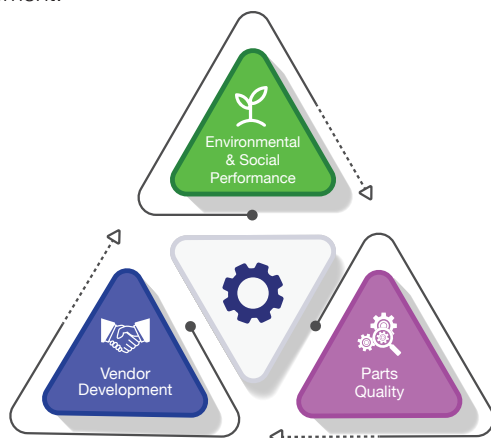 Environmental
& Social
Performance
Vendor
Development
Parts
Quality